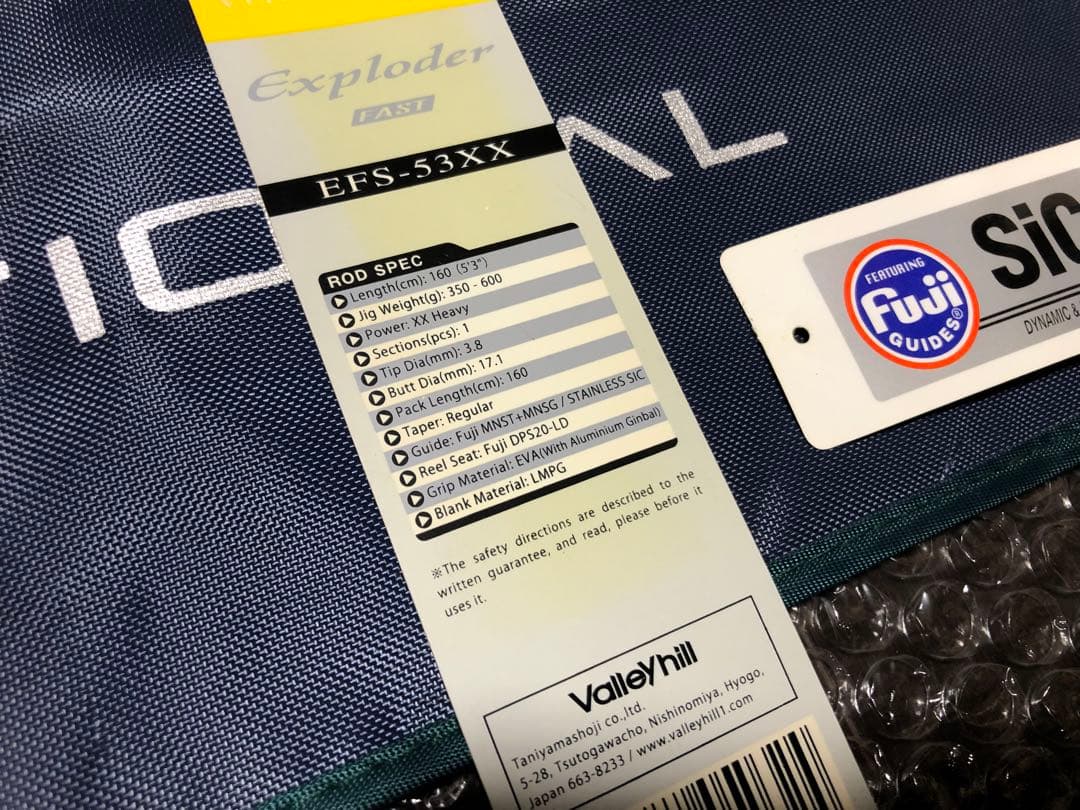 Exploder
FAST
EFS-53XX
ROD SPEC
Length(cm): 160 (5'3")
Jig Weight(g): 350 - 600
Power: XX Heavy
Sections(pcs): 1
Tip Dia(mm): 3.8
Butt Dia(mm): 17.1
Pack Length(cm): 160
Taper: Regular
Guide: Fuji MNST+MNSG / STAINLESS SIC
Reel Seat: Fuji DPS20-LD
Grip Material: EVA(With Aluminium Ginbal)
Blank Material: LMPG
※The safety directions are described to the
written guarantee, and read, please before it
uses it.
Valleyhill
Taniyamashoji co.,ltd.
5-28, Tsutogawacho, Nishinomiya, Hyogo,
Japan 663-8233 / www.valleyhill1.com
FEATURING
Fuji®
GUIDES
SiC
DYNAMIC &